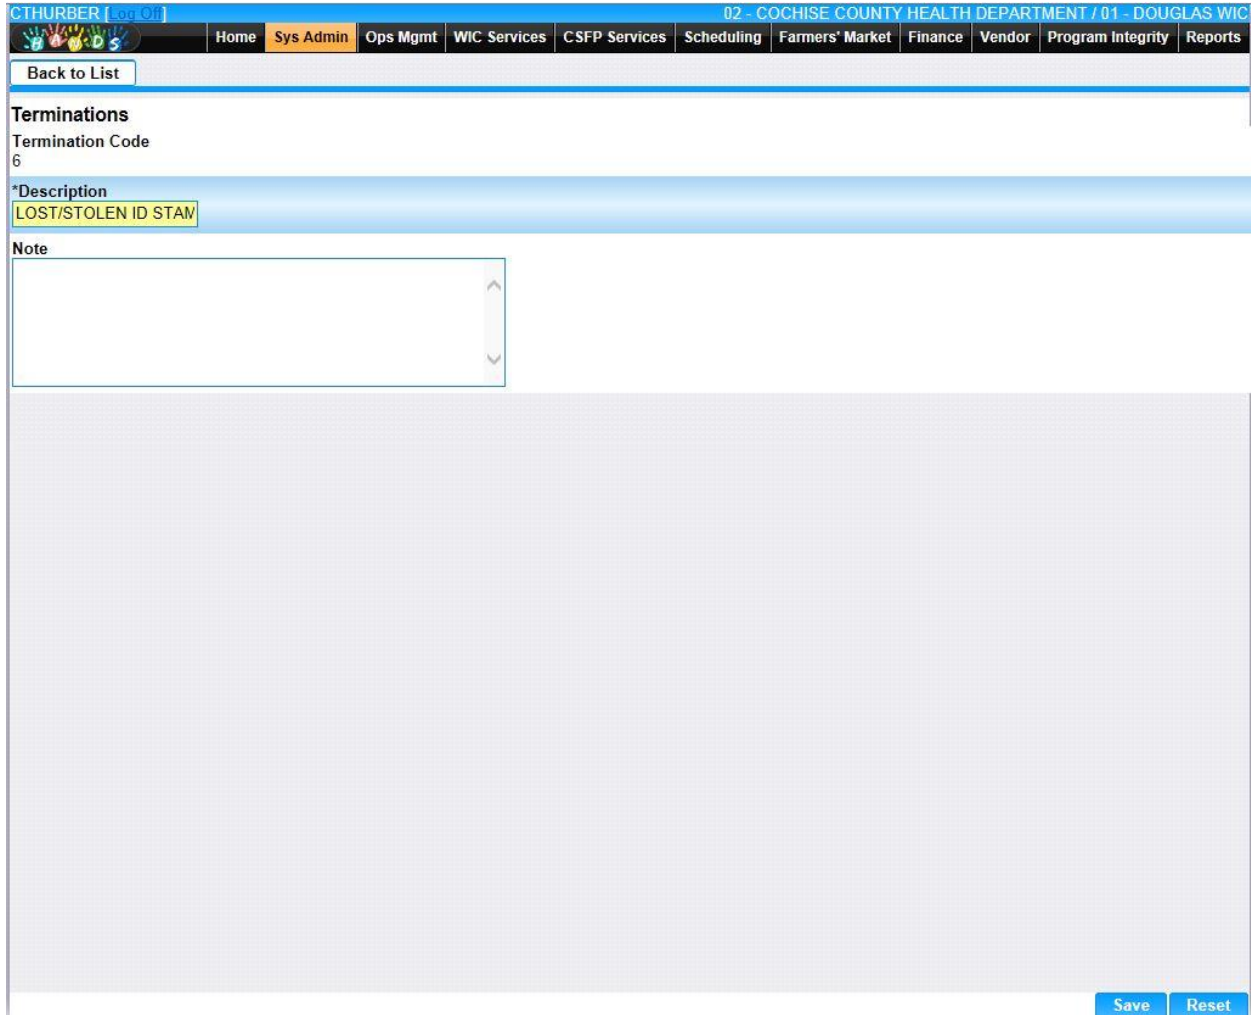 CTHURBER [Log Off] 02 - COCHISE COUNTY HEALTH DEPARTMENT / 01 - DOUGLAS WIC
HANDS Home Sys Admin Ops Mgmt WIC Services CSFP Services Scheduling Farmers' Market Finance Vendor Program Integrity Reports
Back to List
Terminations
Termination Code
6
*Description
LOST/STOLEN ID STAM
Note
Save Reset